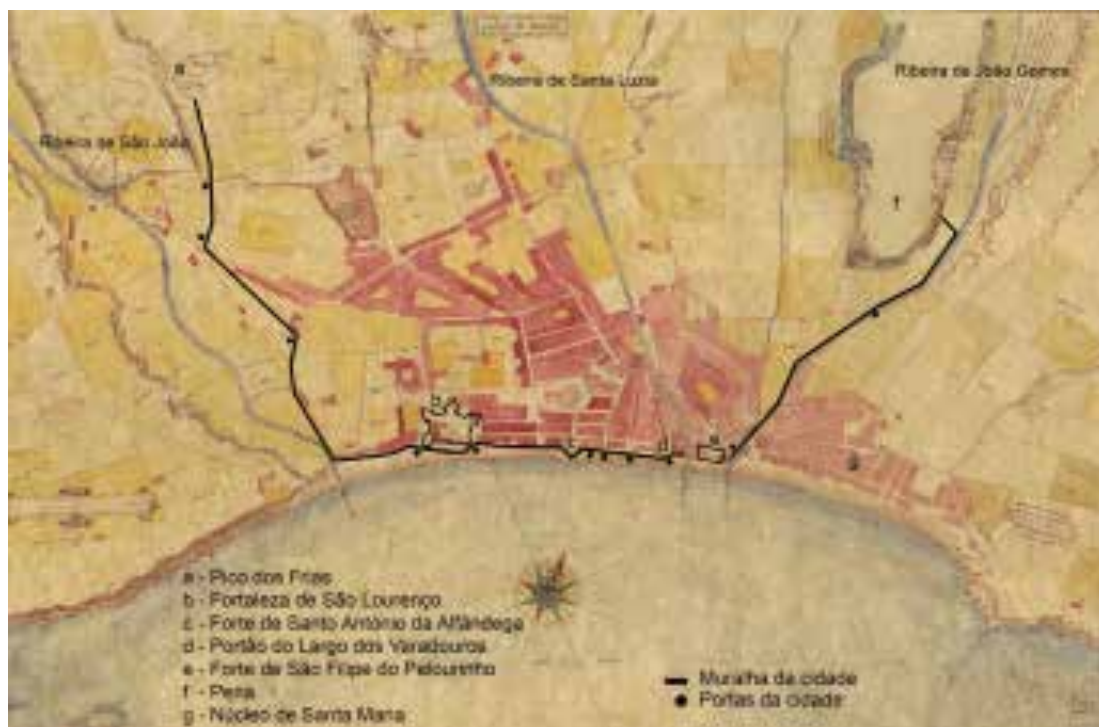 a
Ribeira de Santa Luzia
Ribeira de João Gomes
Ribeira de São João
f
b
c
d
e
g
a - Pico dos Frias
b - Fortaleza de São Lourenço
c - Forte de Santo António da Alfândega
d - Portão do Largo dos Varadouros
e - Forte de São Filipe do Pelourinho
f - Pena
g - Núcleo de Santa Maria
Muralha da cidade
Portas da cidade